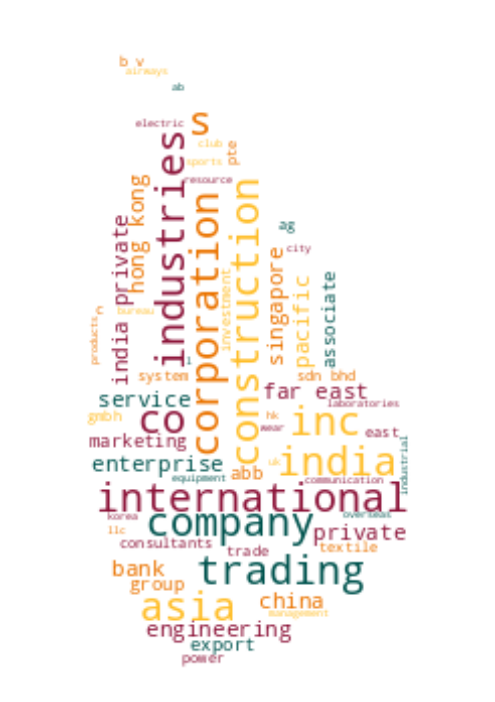 b v
airways
ab
s
electric
club
pte
sports
industries
resource
hong kong
corporation
construction
india private
ag
city
singapore
investment
associate
pacific
bureau
products
system
sdn bhd
far east
service
laboratories
co
inc
gmbh
hk
wear
east
marketing
industrial
enterprise
uk
india
abb
equipment
communication
international
korea
company
overseas
llc
private
consultants
trade
textile
bank
trading
group
asia
china
management
engineering
export
power